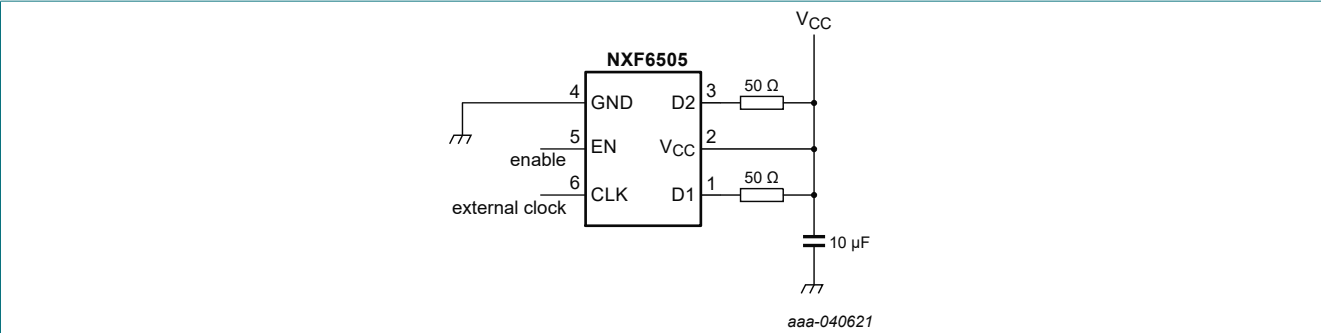 VCC
NXF6505
4
GND
D2
3
50 Ω
5
EN
enable
VCC
2
6
CLK
external clock
D1
1
50 Ω
10 µF
aaa-040621